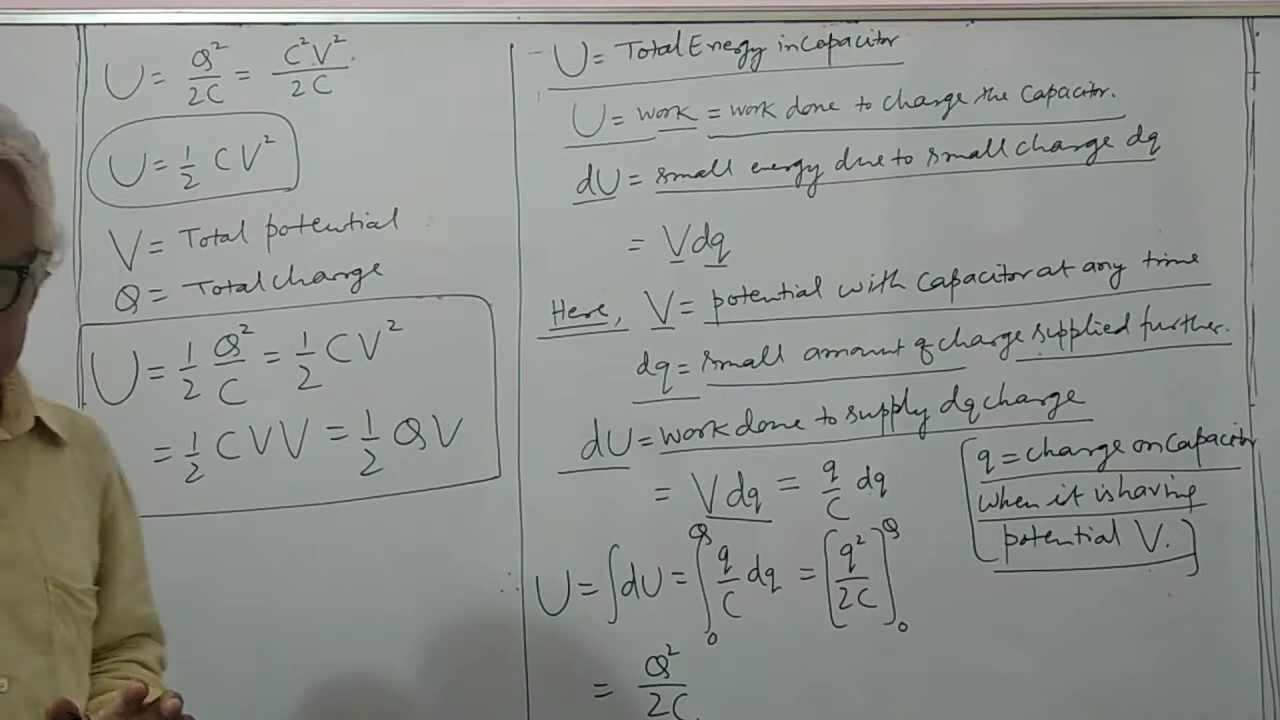 U = Q²/2C = C²V²/2C
U = 1/2 CV²
V = Total potential
Q = Total charge
U = 1/2 Q²/C = 1/2 CV²
= 1/2 CVV = 1/2 QV
U = Total Energy in Capacitor
U = work = work done to charge the Capacitor.
dU = small energy due to small charge dq
= Vdq
Here, V = potential with Capacitor at any time
dq = small amount of charge supplied further.
dU = work done to supply dq charge
= Vdq = q/C dq
[q = charge on Capacitor
when it is having
potential V.]
∴ U = ∫dU = ∫₀^Q q/C dq = [q²/2C]₀^Q
= Q²/2C